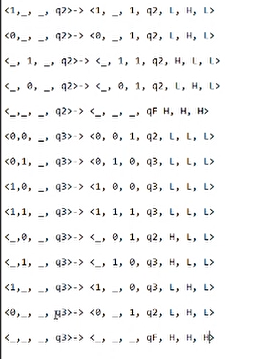 <1,_, _, q2>-> <1, _, 1, q2, L, H, L>
<0,_, _, q2>-> <0, _, 1, q2, L, H, L>
<_, 1, _, q2>-> <_, 1, 1, q2, H, L, L>
<_, 0, _, q2>-> <_, 0, 1, q2, L, H, L>
<_,_, _, q2>-> <_, _, _, qF H, H, H>
<0,0, _, q3>-> <0, 0, 1, q2, L, L, L>
<0,1, _, q3>-> <0, 1, 0, q3, L, L, L>
<1,0, _, q3>-> <1, 0, 0, q3, L, L, L>
<1,1, _, q3>-> <1, 1, 1, q3, L, L, L>
<_,0, _, q3>-> <_, 0, 1, q2, H, L, L>
<_,1, _, q3>-> <_, 1, 0, q3, H, L, L>
<1,_, _, q3>-> <1, _, 0, q3, L, H, L>
<0,_, _, q3>-> <0, _, 1, q2, L, H, L>
<_,_, _, q3>-> <_, _, _, qF, H, H, H>